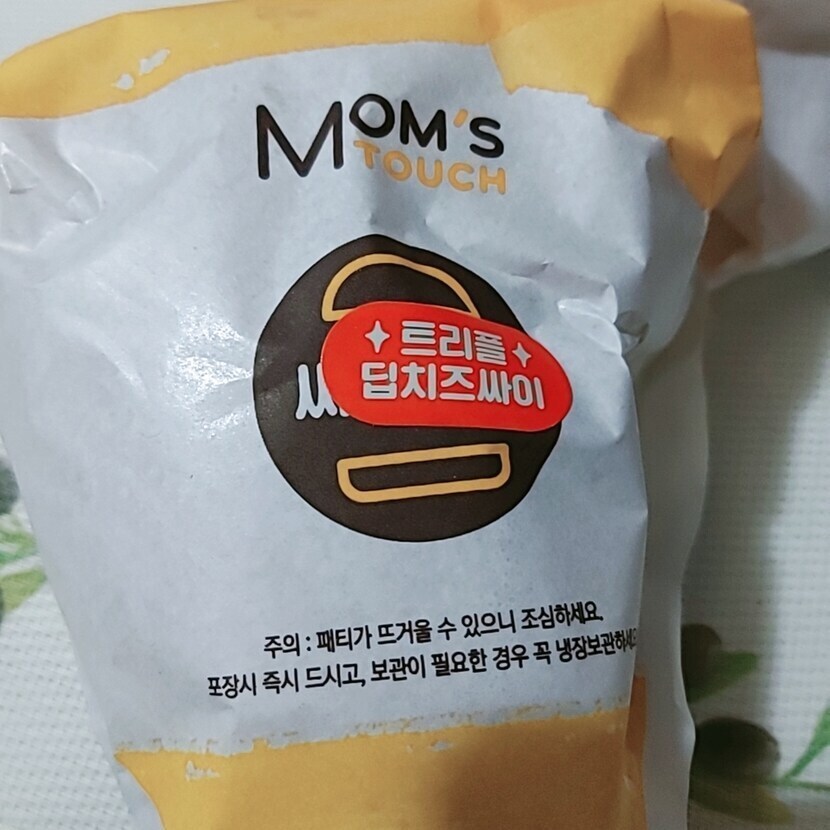 MOM'S
TOUCH
트리플
딥치즈싸이
싸
주의 : 패티가 뜨거울 수 있으니 조심하세요.
포장시 즉시 드시고, 보관이 필요한 경우 꼭 냉장보관하세요